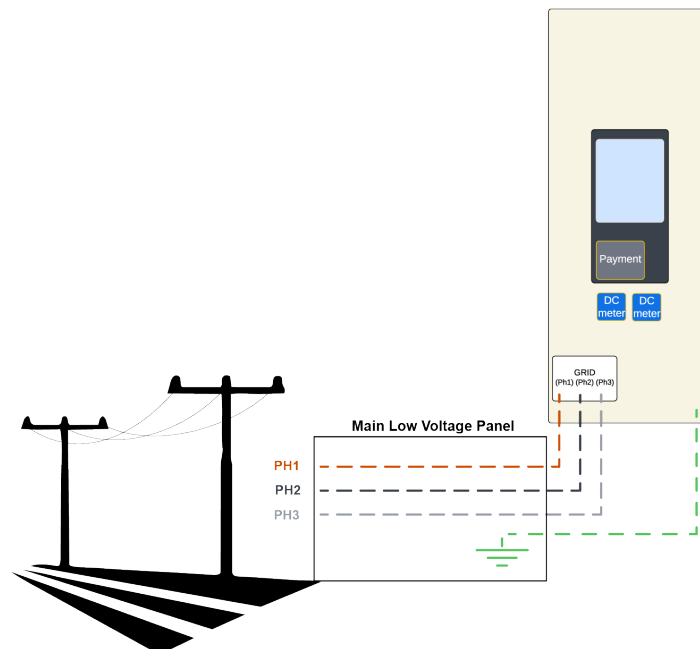 Payment
DC
meter
DC
meter
GRID
(Ph1) (Ph2) (Ph3)
Main Low Voltage Panel
PH1
PH2
PH3